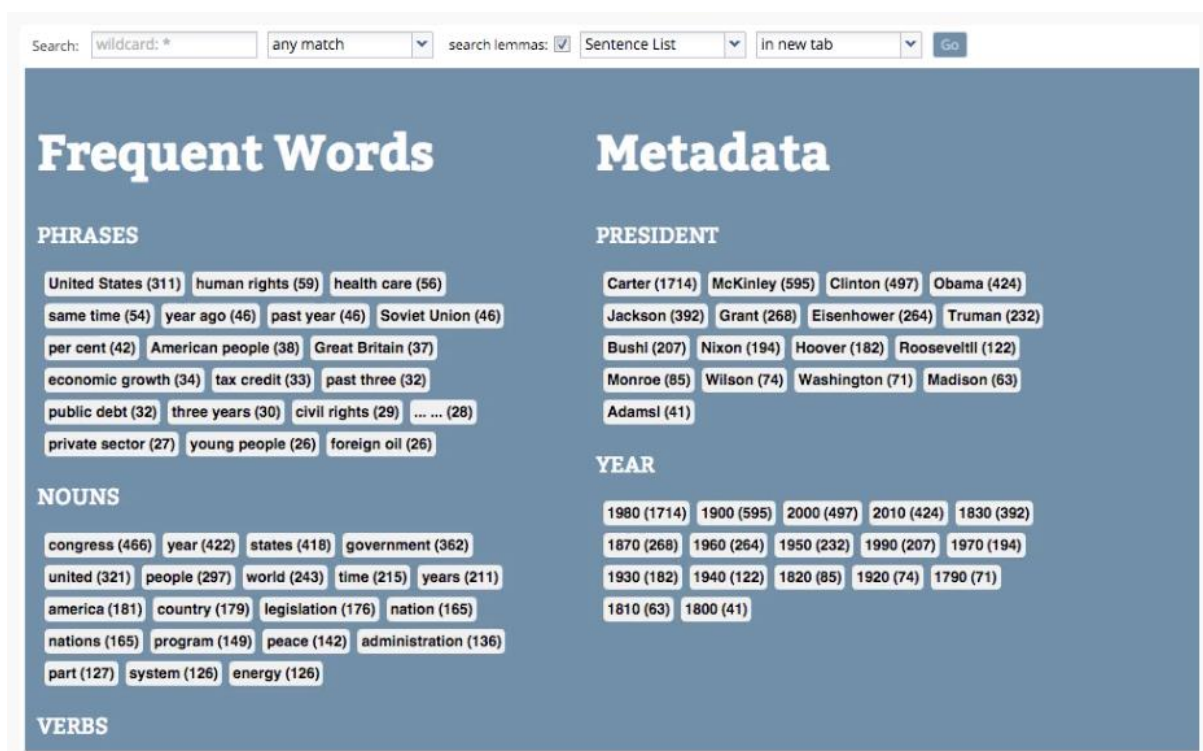 Search: wildcard: * any match search lemmas: Sentence List in new tab Go
Frequent Words
PHRASES
United States (311) human rights (59) health care (56)
same time (54) year ago (46) past year (46) Soviet Union (46)
per cent (42) American people (38) Great Britain (37)
economic growth (34) tax credit (33) past three (32)
public debt (32) three years (30) civil rights (29) ... ... (28)
private sector (27) young people (26) foreign oil (26)
NOUNS
congress (466) year (422) states (418) government (362)
united (321) people (297) world (243) time (215) years (211)
america (181) country (179) legislation (176) nation (165)
nations (165) program (149) peace (142) administration (136)
part (127) system (126) energy (126)
VERBS
Metadata
PRESIDENT
Carter (1714) McKinley (595) Clinton (497) Obama (424)
Jackson (392) Grant (268) Eisenhower (264) Truman (232)
BushI (207) Nixon (194) Hoover (182) RooseveltII (122)
Monroe (85) Wilson (74) Washington (71) Madison (63)
AdamsI (41)
YEAR
1980 (1714) 1900 (595) 2000 (497) 2010 (424) 1830 (392)
1870 (268) 1960 (264) 1950 (232) 1990 (207) 1970 (194)
1930 (182) 1940 (122) 1820 (85) 1920 (74) 1790 (71)
1810 (63) 1800 (41)